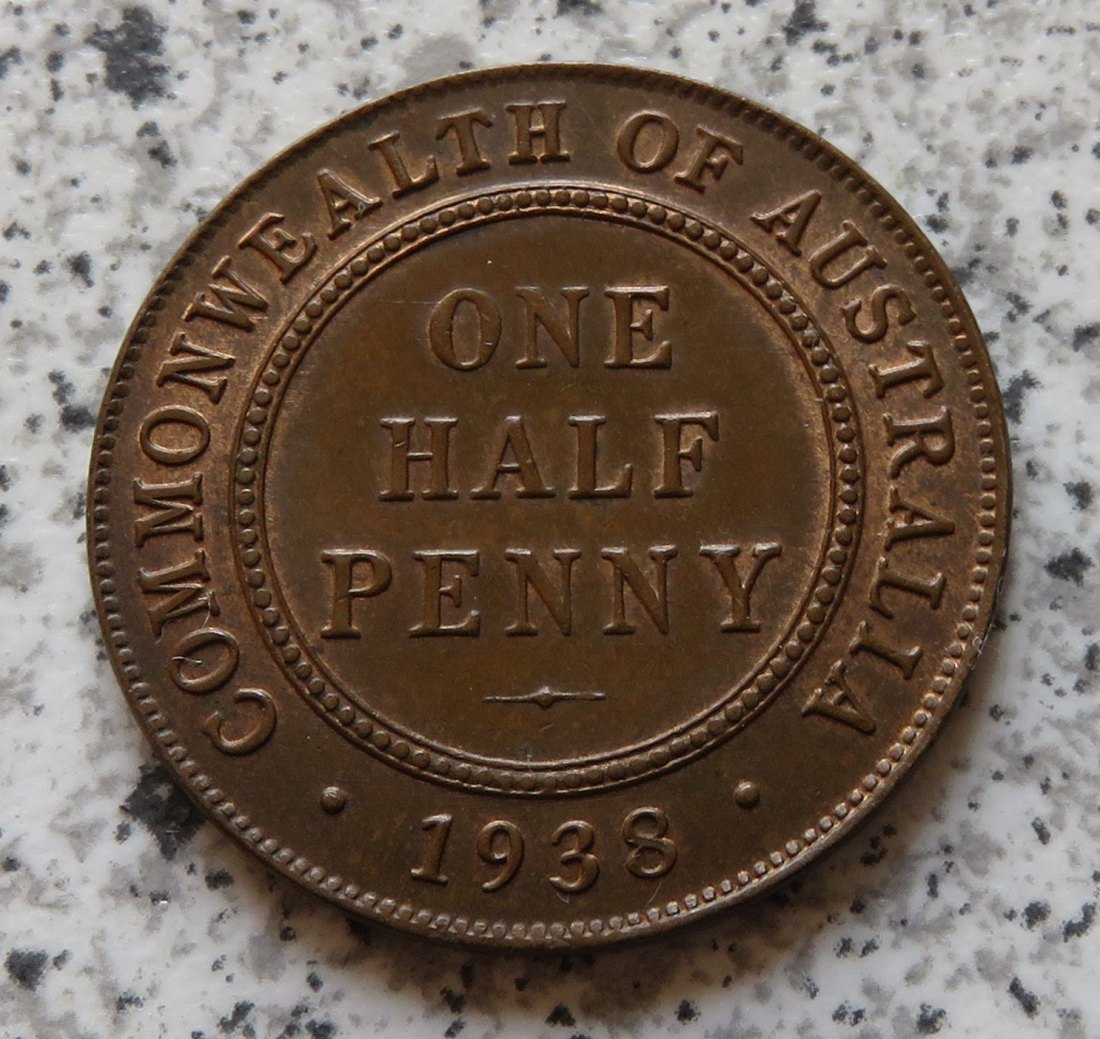 COMMONWEALTH OF AUSTRALIA
ONE
HALF
PENNY
· 1938 ·